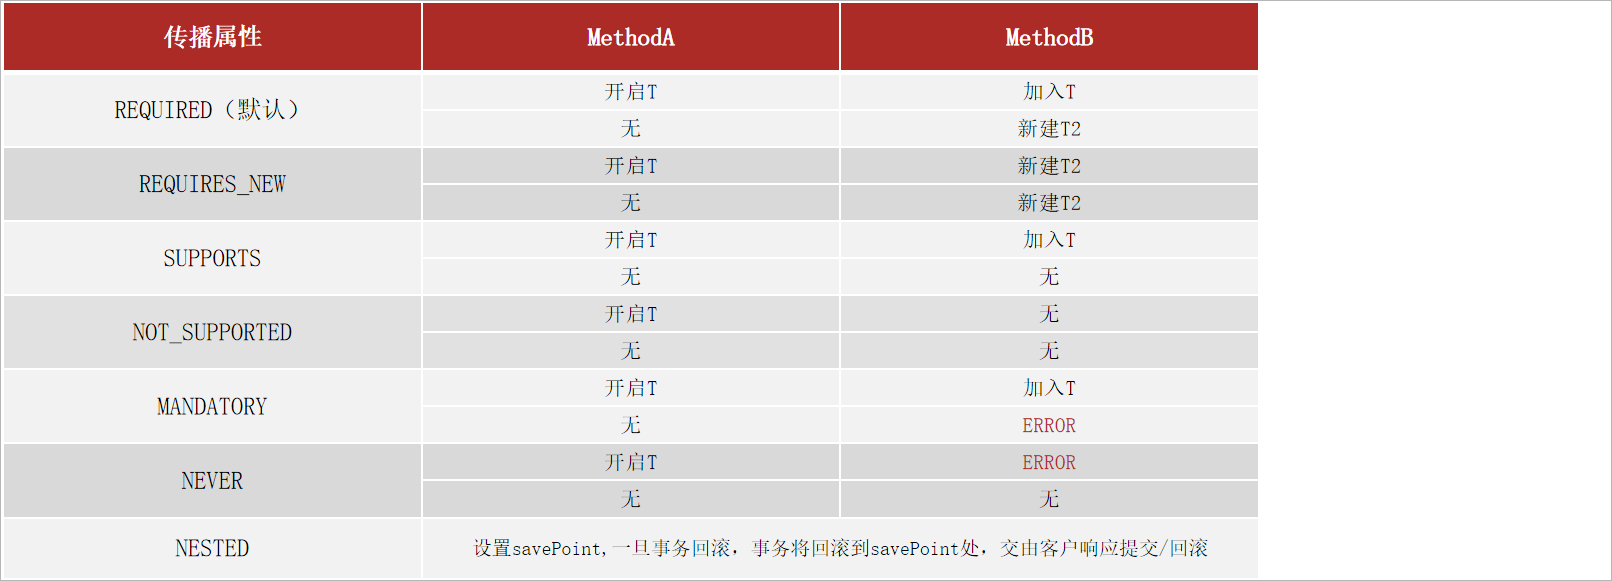 传播属性 MethodA MethodB
REQUIRED（默认） 开启T 加入T
无 新建T2
REQUIRES_NEW 开启T 新建T2
无 新建T2
SUPPORTS 开启T 加入T
无 无
NOT_SUPPORTED 开启T 无
无 无
MANDATORY 开启T 加入T
无 ERROR
NEVER 开启T ERROR
无 无
NESTED 设置savePoint,一旦事务回滚，事务将回滚到savePoint处，交由客户响应提交/回滚